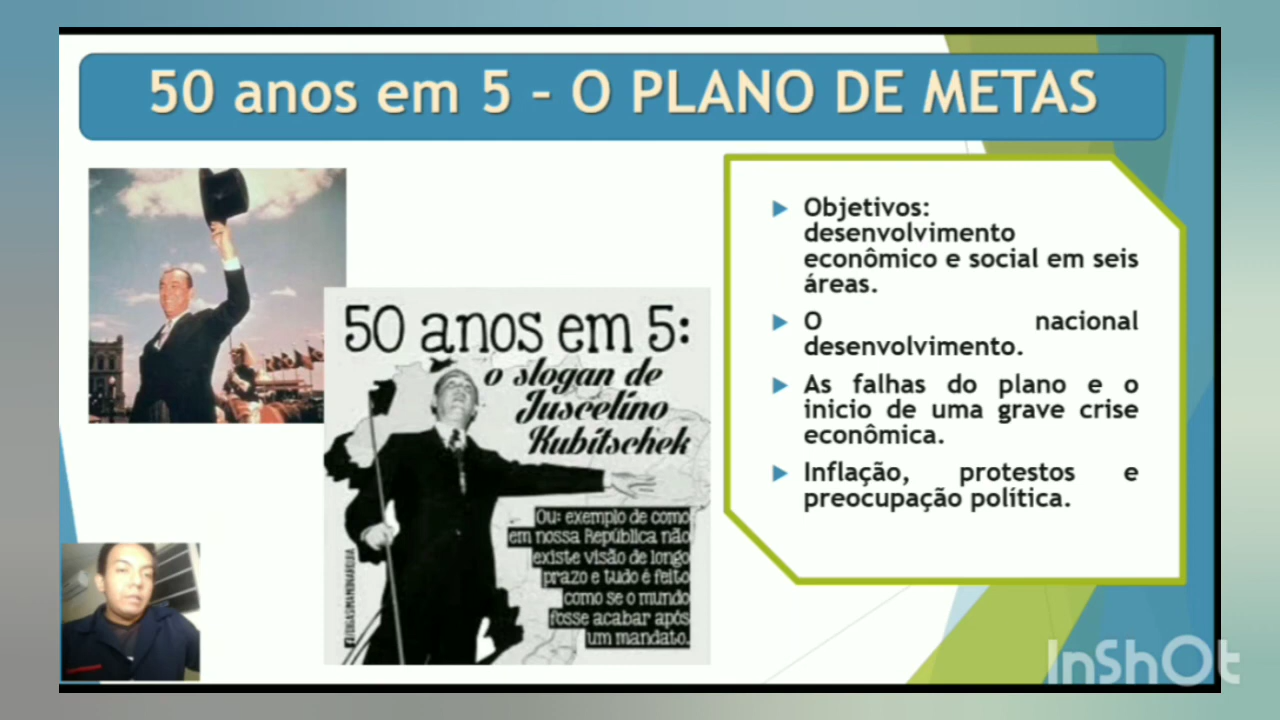 50 anos em 5 - O PLANO DE METAS
50 anos em 5:
o slogan de
Juscelino
Kubitschek
Ou: exemplo de como
em nossa República não
existe visão de longo
prazo e tudo é feito
como se o mundo
fosse acabar após
um mandato.
Objetivos:
desenvolvimento
econômico e social em seis
áreas.
O nacional
desenvolvimento.
As falhas do plano e o
inicio de uma grave crise
econômica.
Inflação, protestos e
preocupação política.
InShOt